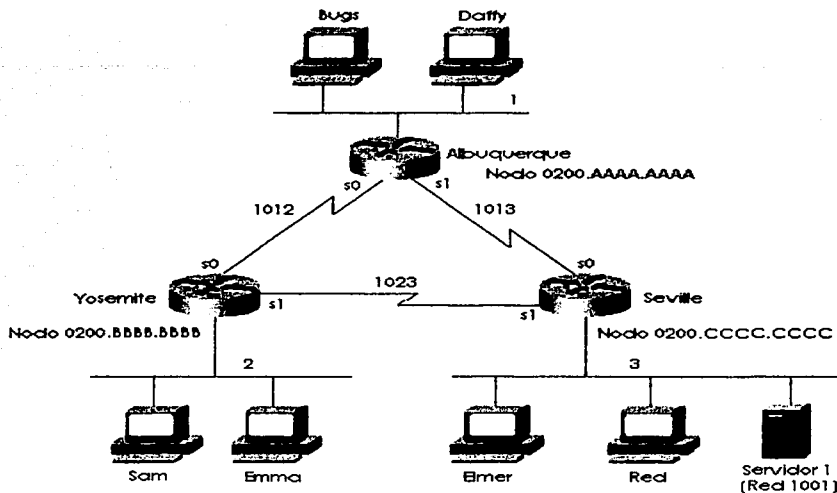 Bugs Daffy
1
Albuquerque
Nodo 0200.AAAA.AAAA
s0 s1
1012 1013
s0 s0
Yosemite 1023 Seville
s1 s1
Nodo 0200.BBBB.BBBB Nodo 0200.CCCC.CCCC
2 3
Sam Emma Elmer Red Servidor 1
(Red 1001)